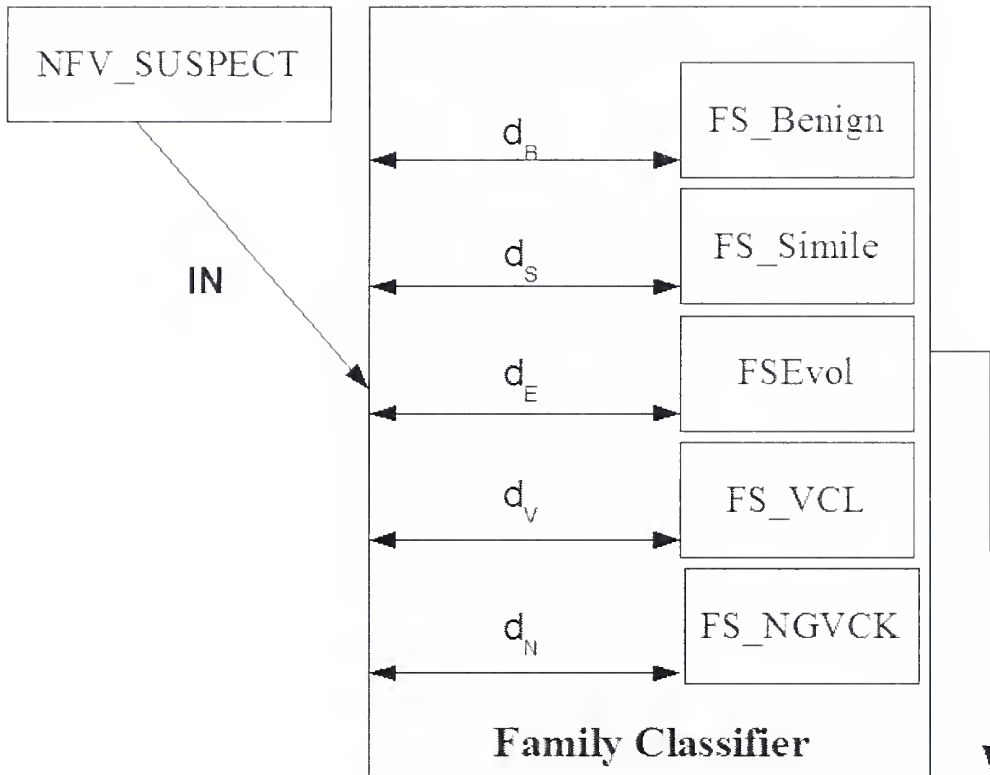 NFV_SUSPECT
IN
d_B
FS_Benign
d_S
FS_Simile
d_E
FSEvol
d_V
FS_VCL
d_N
FS_NGVCK
Family Classifier